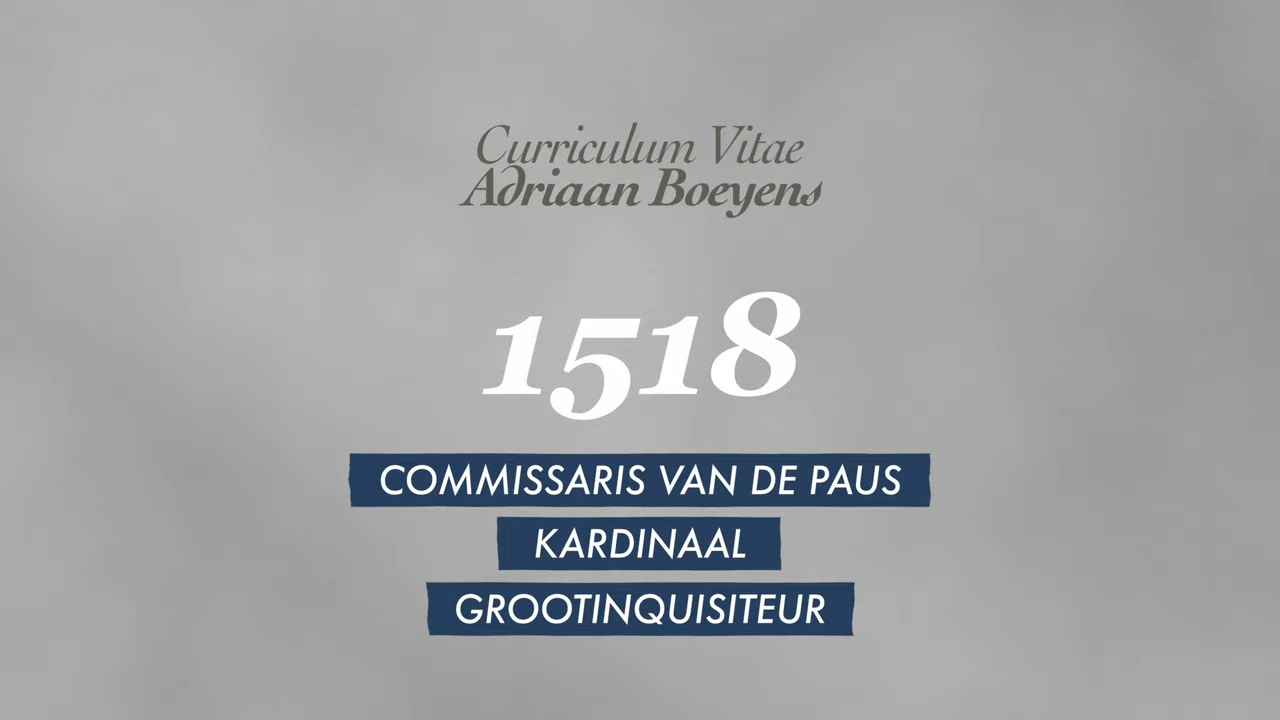 Curriculum Vitae
Adriaan Boeyens
1518
COMMISSARIS VAN DE PAUS
KARDINAAL
GROOTINQUISITEUR